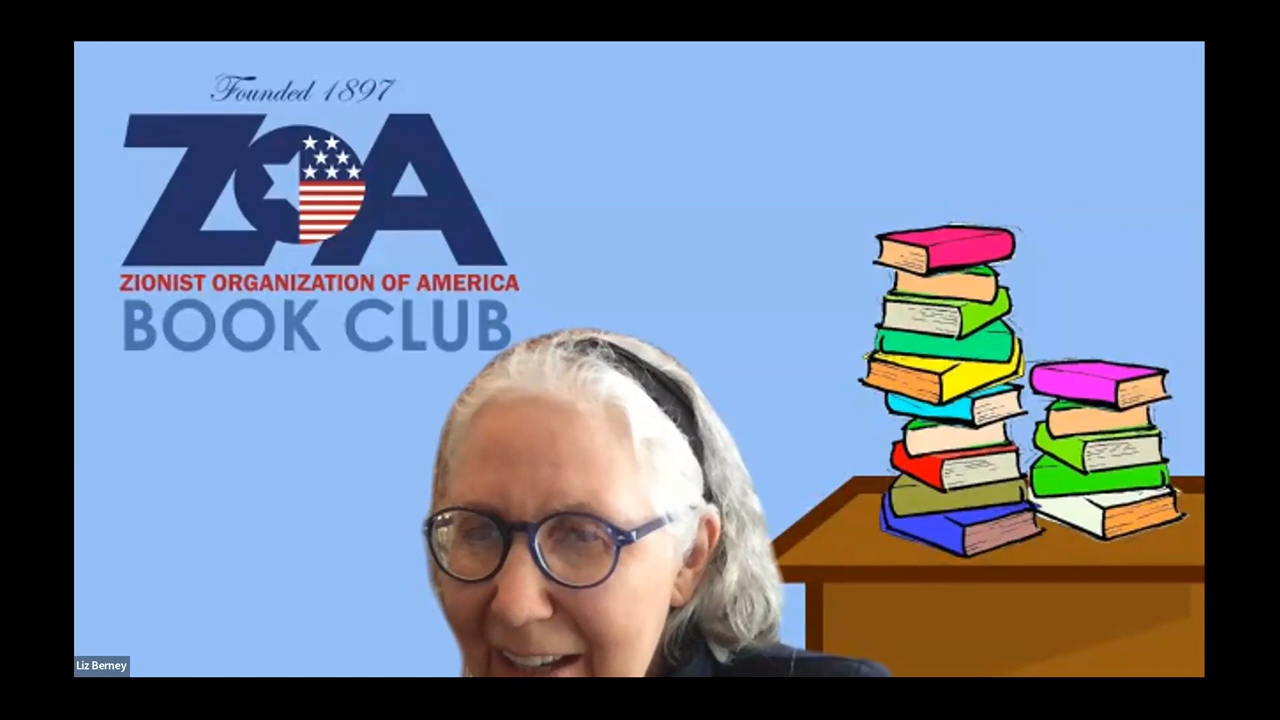 Founded 1897
ZOA
ZIONIST ORGANIZATION OF AMERICA
BOOK CLUB
Liz Berney